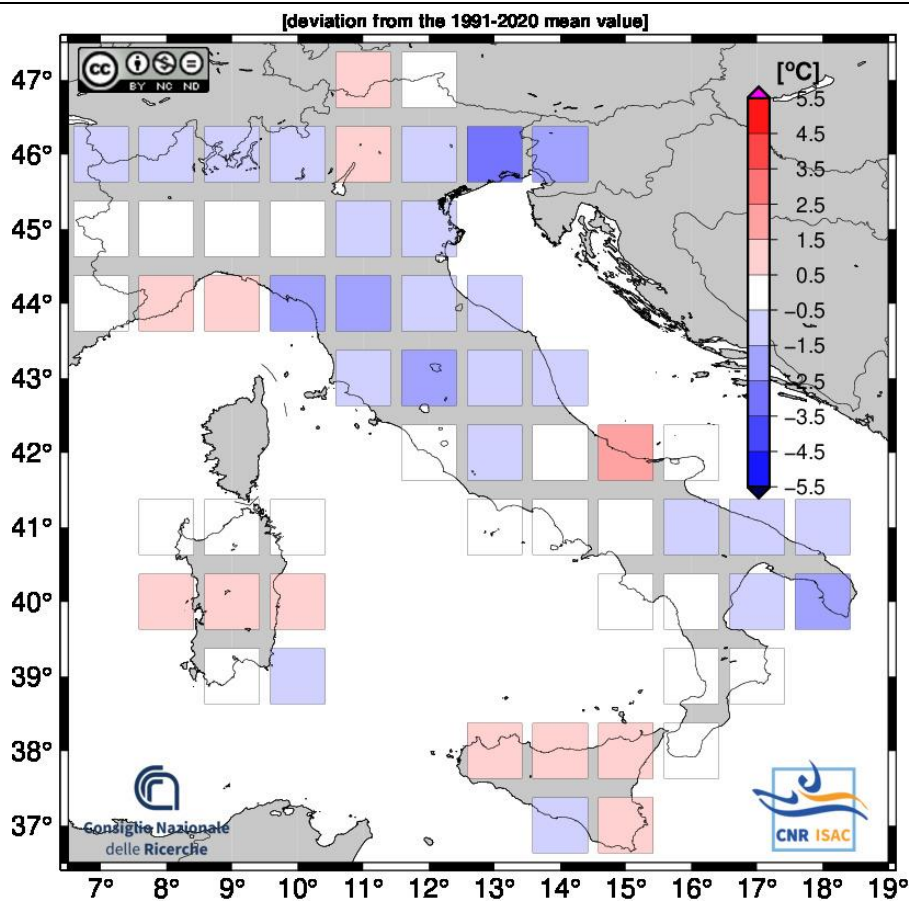 [deviation from the 1991-2020 mean value]
cc
BY NC ND
[°C]
5.5
4.5
3.5
2.5
1.5
0.5
−0.5
−1.5
−2.5
−3.5
−4.5
−5.5
47°
46°
45°
44°
43°
42°
41°
40°
39°
38°
37°
Consiglio Nazionale
delle Ricerche
CNR ISAC
7° 8° 9° 10° 11° 12° 13° 14° 15° 16° 17° 18° 19°